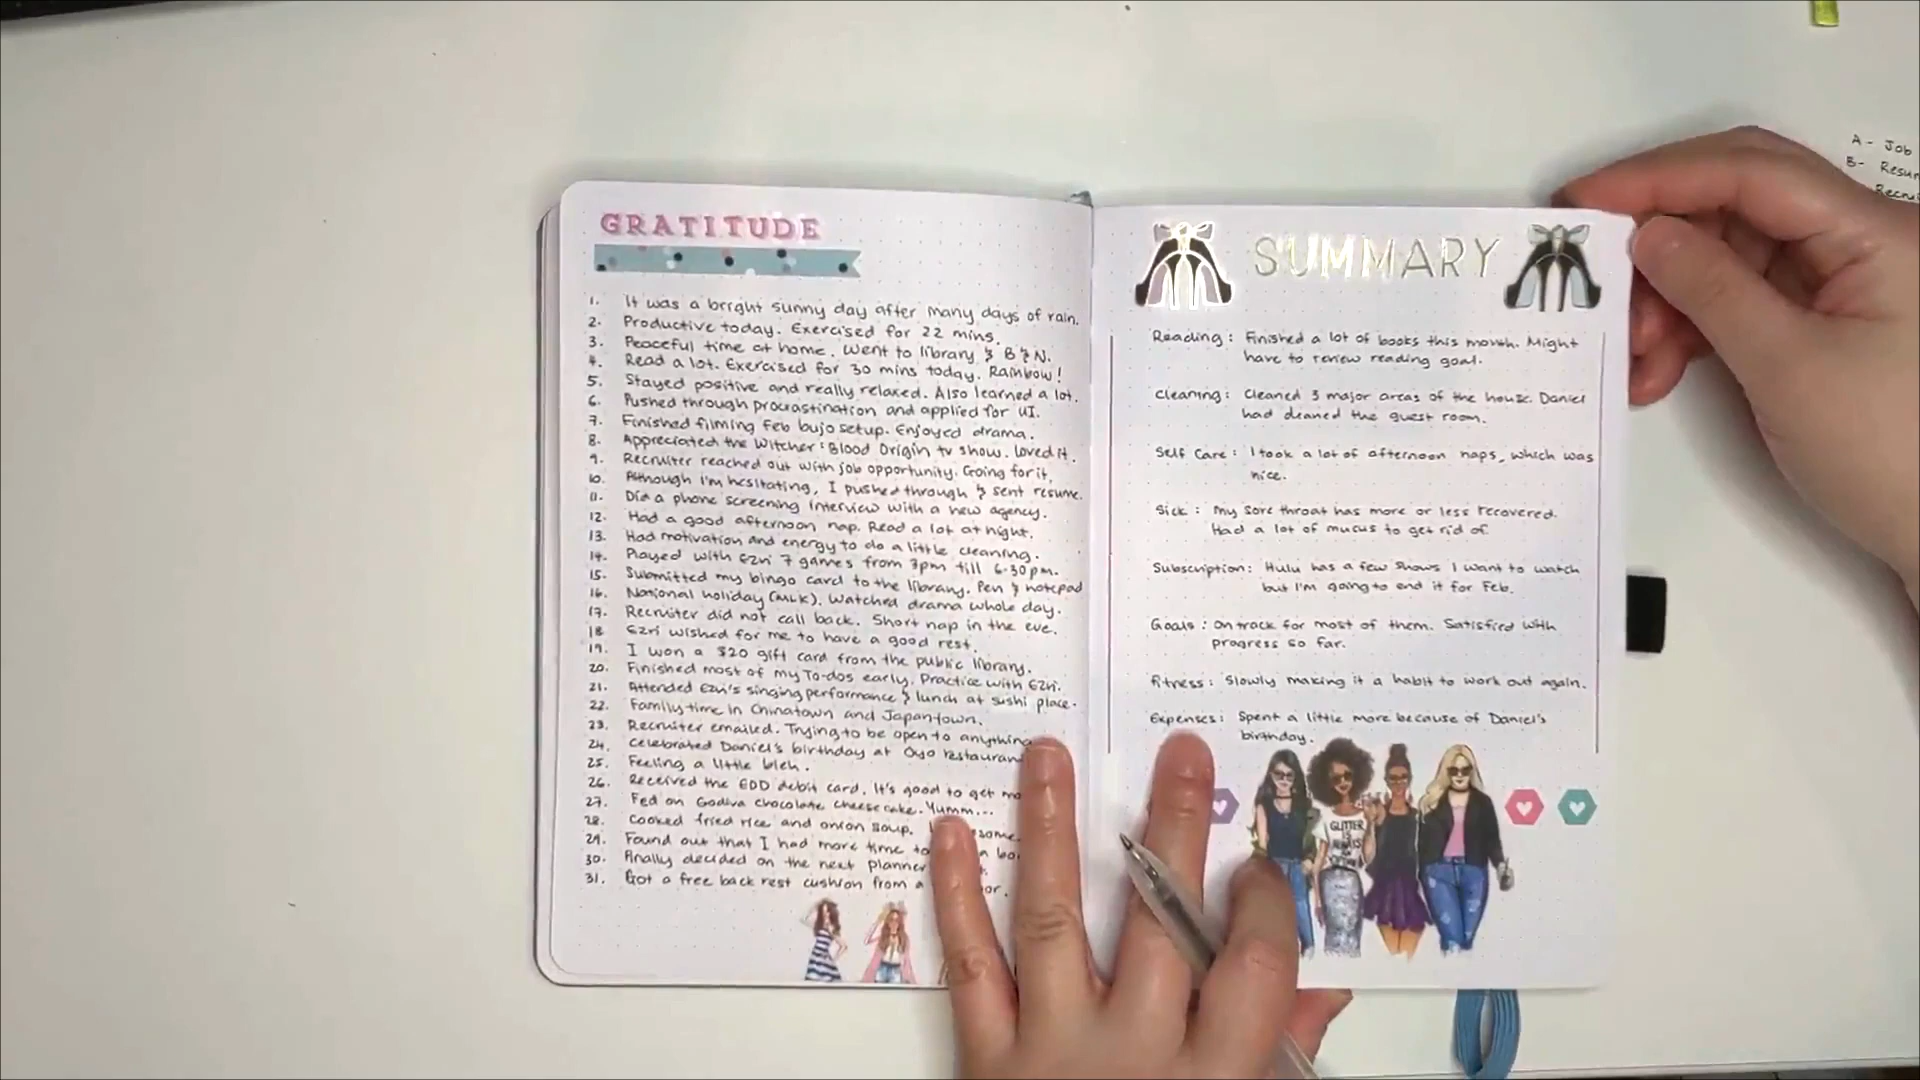 GRATITUDE
1. It was a bright sunny day after many days of rain.
2. Productive today. Exercised for 22 mins.
3. Peaceful time at home. Went to library & B & N.
4. Read a lot. Exercised for 30 mins today. Rainbow!
5. Stayed positive and really relaxed. Also learned a lot.
6. Pushed through procrastination and applied for UI.
7. Finished filming Feb bujo setup. Enjoyed drama.
8. Appreciated the Witcher: Blood Origin tv show. Loved it.
9. Recruiter reached out with job opportunity. Going for it.
10. Although I'm hesitating, I pushed through & sent resume.
11. Did a phone screening interview with a new agency.
12. Had a good afternoon nap. Read a lot at night.
13. Had motivation and energy to do a little cleaning.
14. Played with Ezri 7 games from 3pm till 6:30pm.
15. Submitted my bingo card to the library. Pen & notepad
16. National holiday (MLK). Watched drama whole day.
17. Recruiter did not call back. Short nap in the eve.
18 Ezri wished for me to have a good rest.
19. I won a $20 gift card from the public library.
20. Finished most of my To-dos early. Practice with Ezri.
21. Attended Ezri's singing performance & lunch at sushi place.
22. Family time in Chinatown and Japantown.
23. Recruiter emailed. Trying to be open to anything
24. Celebrated Daniel's birthday at Oyo restauran
25. Feeling a little bleh.
26. Received the EDD debit card. It's good to get mo
27. Fed on Godiva chocolate cheesecake. Yumm...
28. Cooked fried rice and onion soup. some.
29. Found out that I had more time to
30. Finally decided on the next planner
31. Got a free back rest cushion from a or.
SUMMARY
Reading: Finished a lot of books this month. Might
have to review reading goal.
Cleaning: Cleaned 3 major areas of the house. Daniel
had cleaned the guest room.
Self Care: I took a lot of afternoon naps, which was
nice.
Sick: My sore throat has more or less recovered.
Had a lot of mucus to get rid of.
Subscription: Hulu has a few shows I want to watch
but I'm going to end it for Feb.
Goals: On track for most of them. Satisfied with
progress so far.
Fitness: Slowly making it a habit to work out again.
Expenses: Spent a little more because of Daniel's
birthday.
GLITTER
IS
ALWAYS
AN
OPTION
A- Job
B- Resum
Recrui